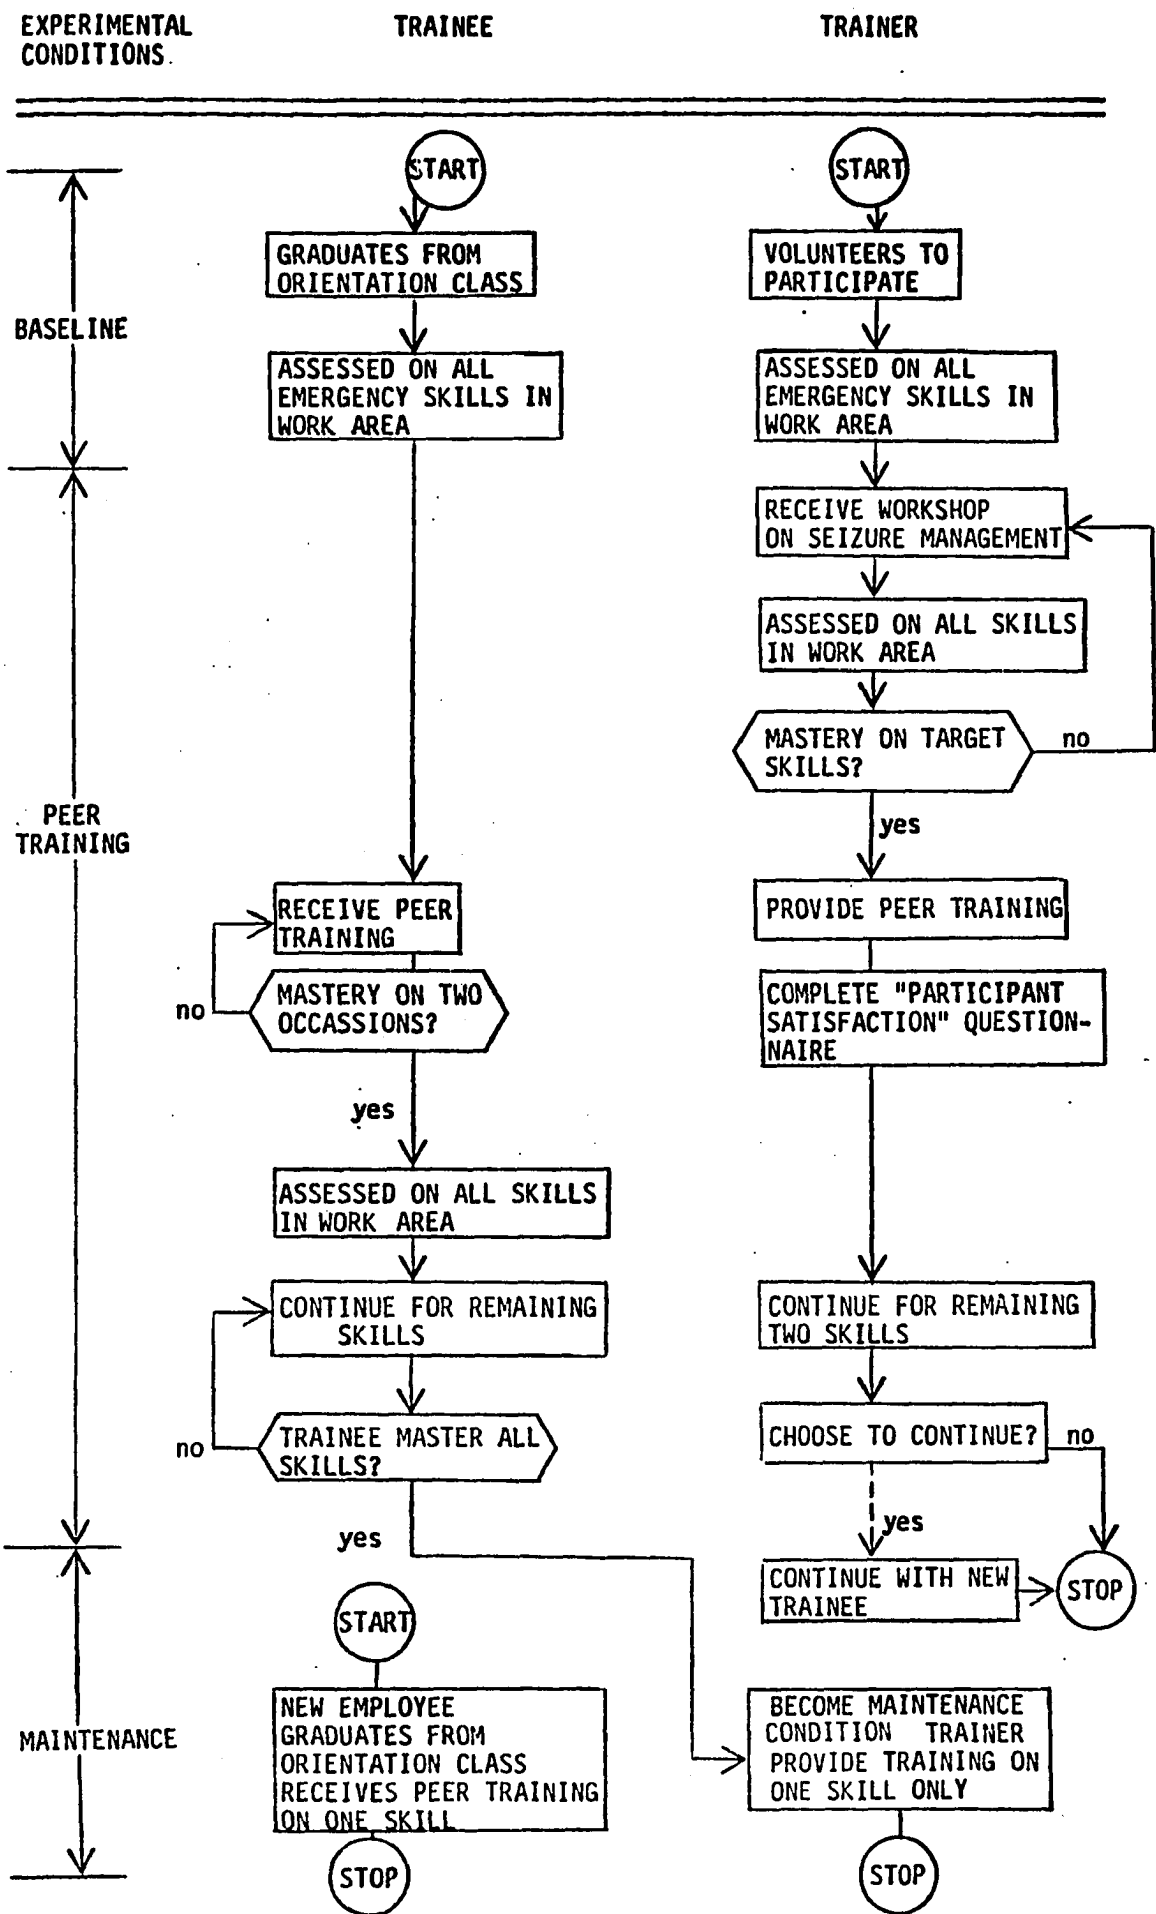 EXPERIMENTAL
CONDITIONS.
TRAINEE
TRAINER
START
START
GRADUATES FROM
ORIENTATION CLASS
VOLUNTEERS TO
PARTICIPATE
BASELINE
ASSESSED ON ALL
EMERGENCY SKILLS IN
WORK AREA
ASSESSED ON ALL
EMERGENCY SKILLS IN
WORK AREA
RECEIVE WORKSHOP
ON SEIZURE MANAGEMENT
ASSESSED ON ALL SKILLS
IN WORK AREA
MASTERY ON TARGET
SKILLS?
no
yes
PEER
TRAINING
RECEIVE PEER
TRAINING
PROVIDE PEER TRAINING
MASTERY ON TWO
OCCASSIONS?
no
yes
COMPLETE "PARTICIPANT
SATISFACTION" QUESTION-
NAIRE
ASSESSED ON ALL SKILLS
IN WORK AREA
CONTINUE FOR REMAINING
SKILLS
CONTINUE FOR REMAINING
TWO SKILLS
TRAINEE MASTER ALL
SKILLS?
no
yes
CHOOSE TO CONTINUE?
no
yes
CONTINUE WITH NEW
TRAINEE
STOP
START
MAINTENANCE
NEW EMPLOYEE
GRADUATES FROM
ORIENTATION CLASS
RECEIVES PEER TRAINING
ON ONE SKILL
BECOME MAINTENANCE
CONDITION TRAINER
PROVIDE TRAINING ON
ONE SKILL ONLY
STOP
STOP